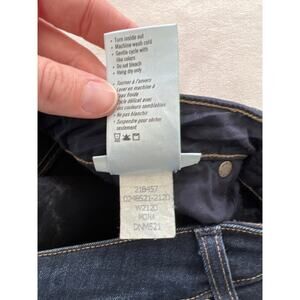 • Turn inside out
• Machine wash cold
• Gentle cycle with
like colors
• Do not bleach
• Hang dry only
• Tourner à l'envers
Laver en machine à
l'eau froide
Cycle délicat avec
des couleurs semblables
• Ne pas blanchir
• Suspendre pour sécher
seulement
218457
W2120
MONA
DNM521